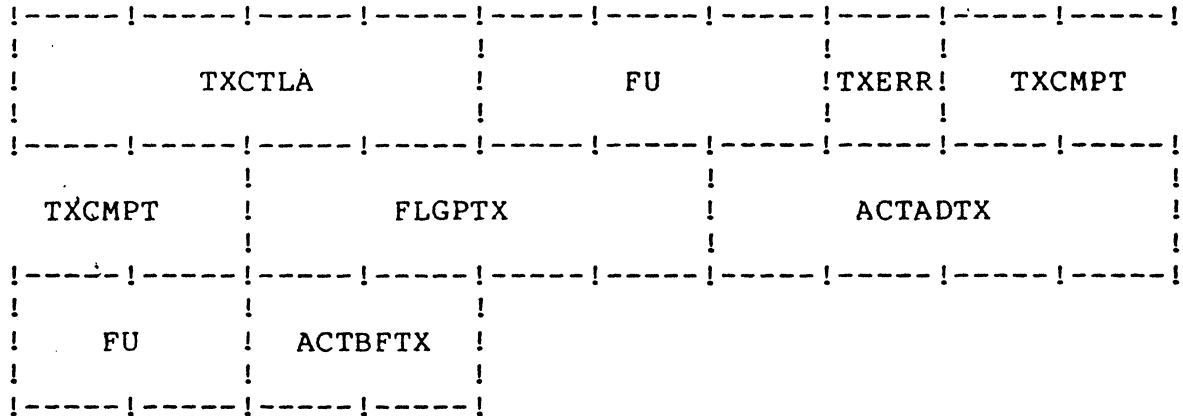 TXCTLA FU TXERR TXCMPT
TXCMPT FLGPTX ACTADTX
FU ACTBFTX